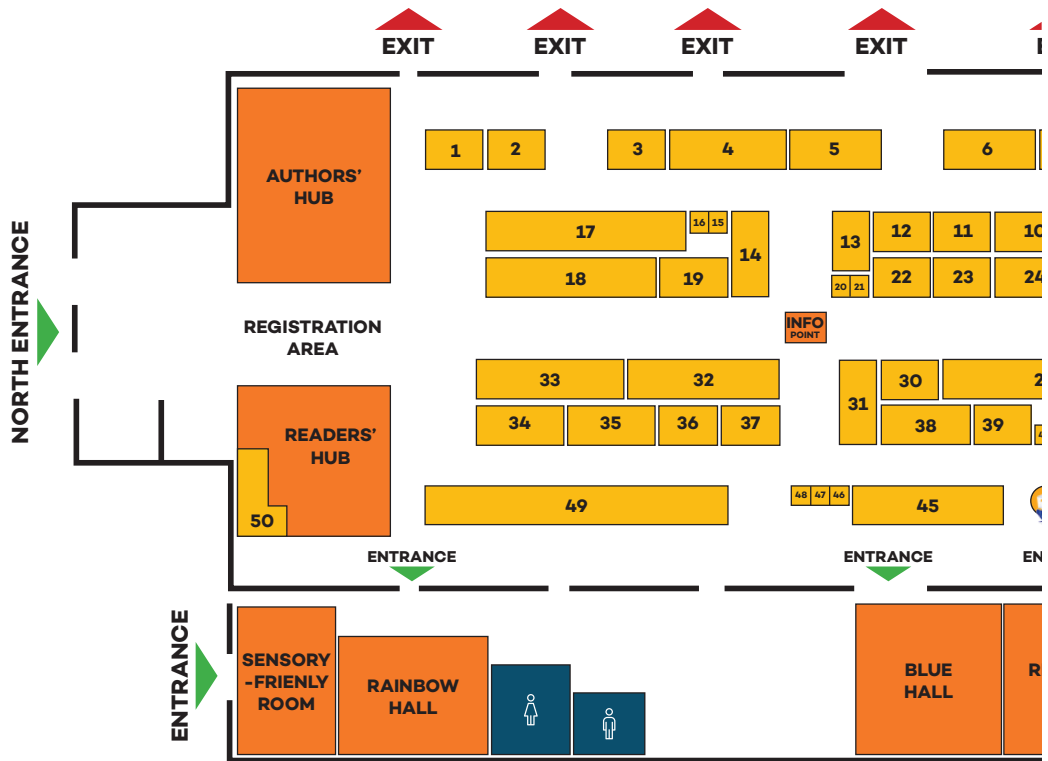 EXIT
EXIT
EXIT
EXIT
1
2
3
4
5
6
AUTHORS'
HUB
17
16
15
14
13
12
11
10
18
19
20
21
22
23
24
NORTH ENTRANCE
REGISTRATION
AREA
INFO
POINT
33
32
31
30
34
35
36
37
38
39
READERS'
HUB
50
49
48
47
46
45
ENTRANCE
ENTRANCE
ENTRANCE
SENSORY
-FRIENLY
ROOM
RAINBOW
HALL
BLUE
HALL